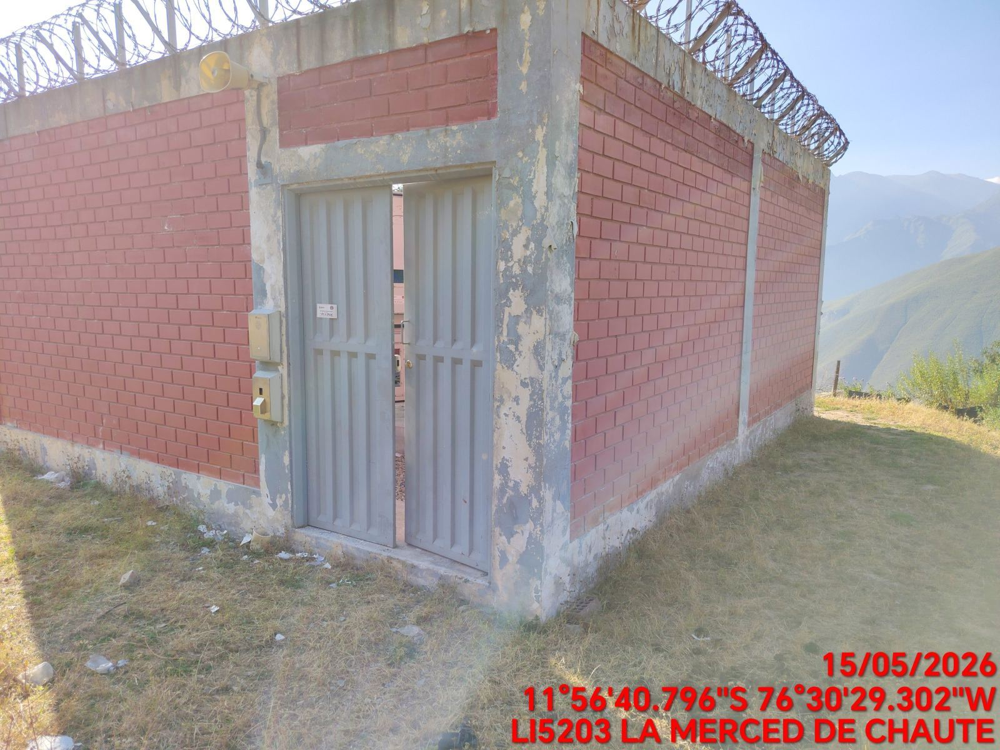 15/05/2026
11°56'40.796"S 76°30'29.302"W
LI5203 LA MERCED DE CHAUTE